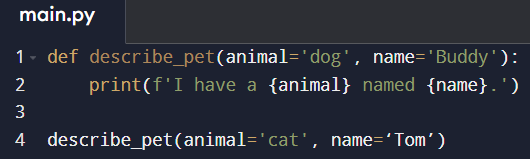 main.py
1 def describe_pet(animal='dog', name='Buddy'):
2     print(f'I have a {animal} named {name}.')
3
4 describe_pet(animal='cat', name=‘Tom’)